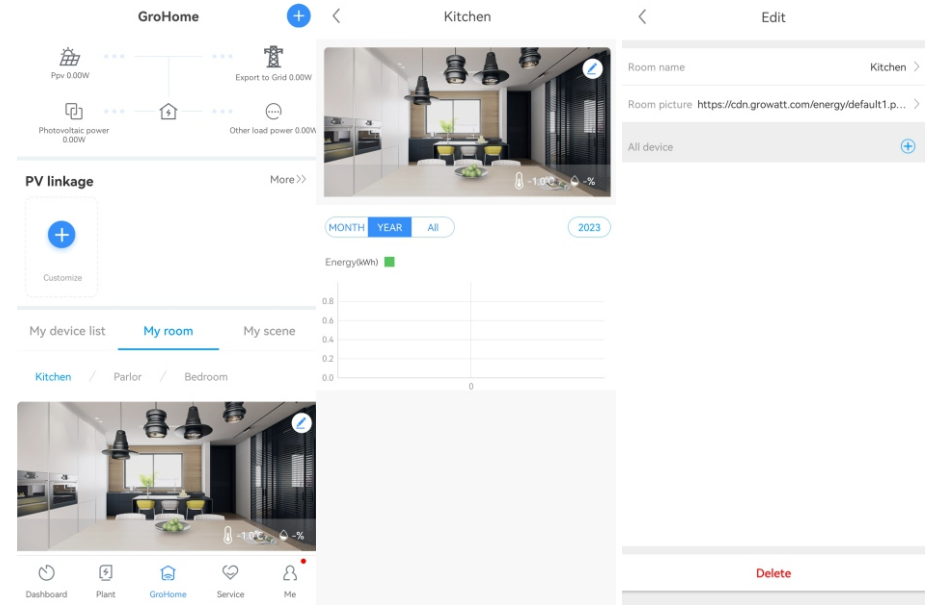 GroHome
Ppv 0.00W
Export to Grid 0.00W
Photovoltaic power
0.00W
Other load power 0.00W
PV linkage
More
Customize
My device list
My room
My scene
Kitchen / Parlor / Bedroom
-1.0℃ -%
Dashboard
Plant
GroHome
Service
Me
Kitchen
-1.0℃ -%
MONTH YEAR All
2023
Energy(kWh)
0.8
0.6
0.4
0.2
0.0
0
Edit
Room name Kitchen
Room picture https://cdn.growatt.com/energy/default1.p...
All device
Delete